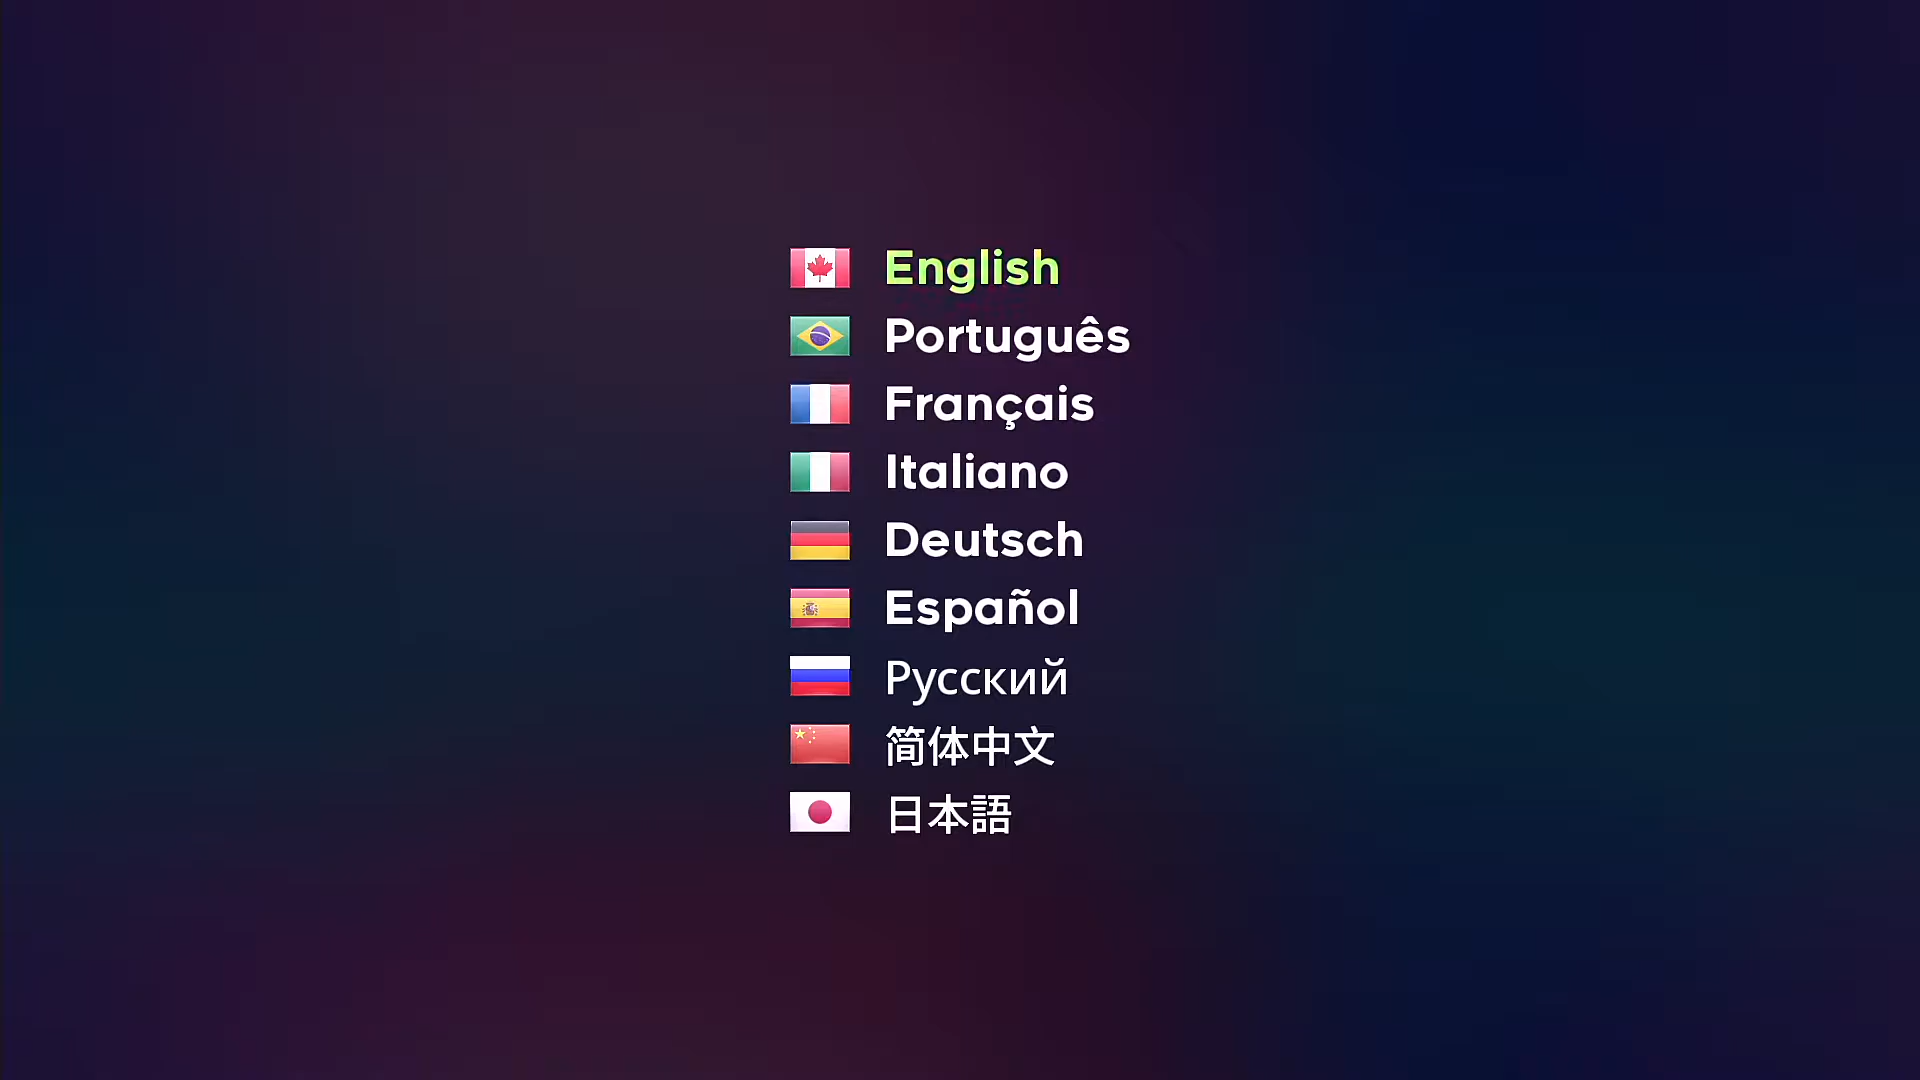 English
Português
Français
Italiano
Deutsch
Español
Русский
简体中文
日本語